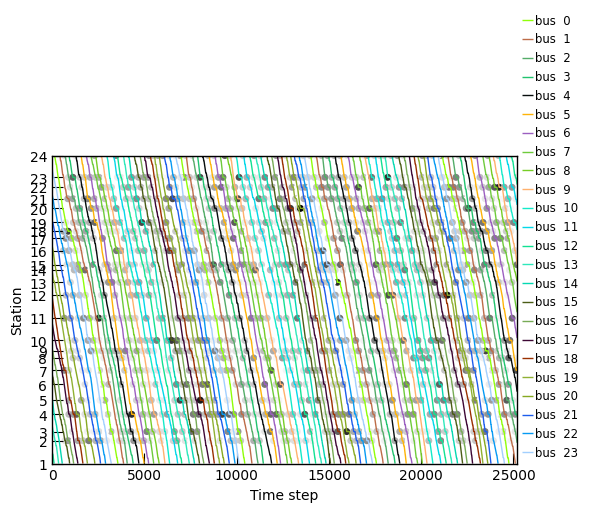 bus 0
bus 1
bus 2
bus 3
bus 4
bus 5
bus 6
bus 7
bus 8
bus 9
bus 10
bus 11
bus 12
bus 13
bus 14
bus 15
bus 16
bus 17
bus 18
bus 19
bus 20
bus 21
bus 22
bus 23
Station
24
23
22
21
20
19
18
17
16
15
14
13
12
11
10
9
8
7
6
5
4
3
2
1
0 5000 10000 15000 20000 25000
Time step